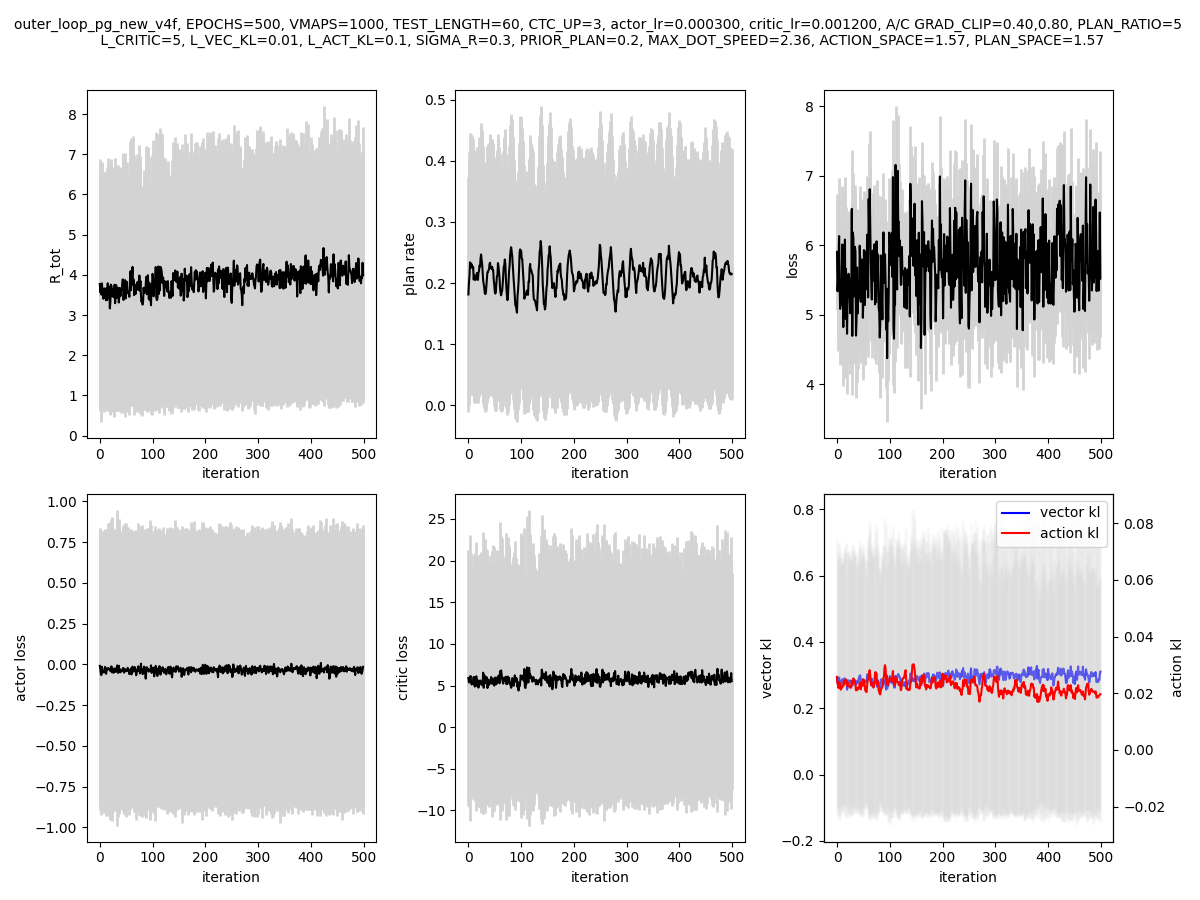 outer_loop_pg_new_v4f, EPOCHS=500, VMAPS=1000, TEST_LENGTH=60, CTC_UP=3, actor_lr=0.000300, critic_lr=0.001200, A/C GRAD_CLIP=0.40,0.80, PLAN_RATIO=5
L_CRITIC=5, L_VEC_KL=0.01, L_ACT_KL=0.1, SIGMA_R=0.3, PRIOR_PLAN=0.2, MAX_DOT_SPEED=2.36, ACTION_SPACE=1.57, PLAN_SPACE=1.57
R_tot
8
7
6
5
4
3
2
1
0
0 100 200 300 400 500
iteration
plan rate
0.5
0.4
0.3
0.2
0.1
0.0
0 100 200 300 400 500
iteration
loss
8
7
6
5
4
0 100 200 300 400 500
iteration
actor loss
1.00
0.75
0.50
0.25
0.00
−0.25
−0.50
−0.75
−1.00
0 100 200 300 400 500
iteration
critic loss
25
20
15
10
5
0
−5
−10
0 100 200 300 400 500
iteration
vector kl
0.8
0.6
0.4
0.2
0.0
−0.2
0 100 200 300 400 500
iteration
vector kl
action kl
0.08
0.06
0.04
0.02
0.00
−0.02
action kl